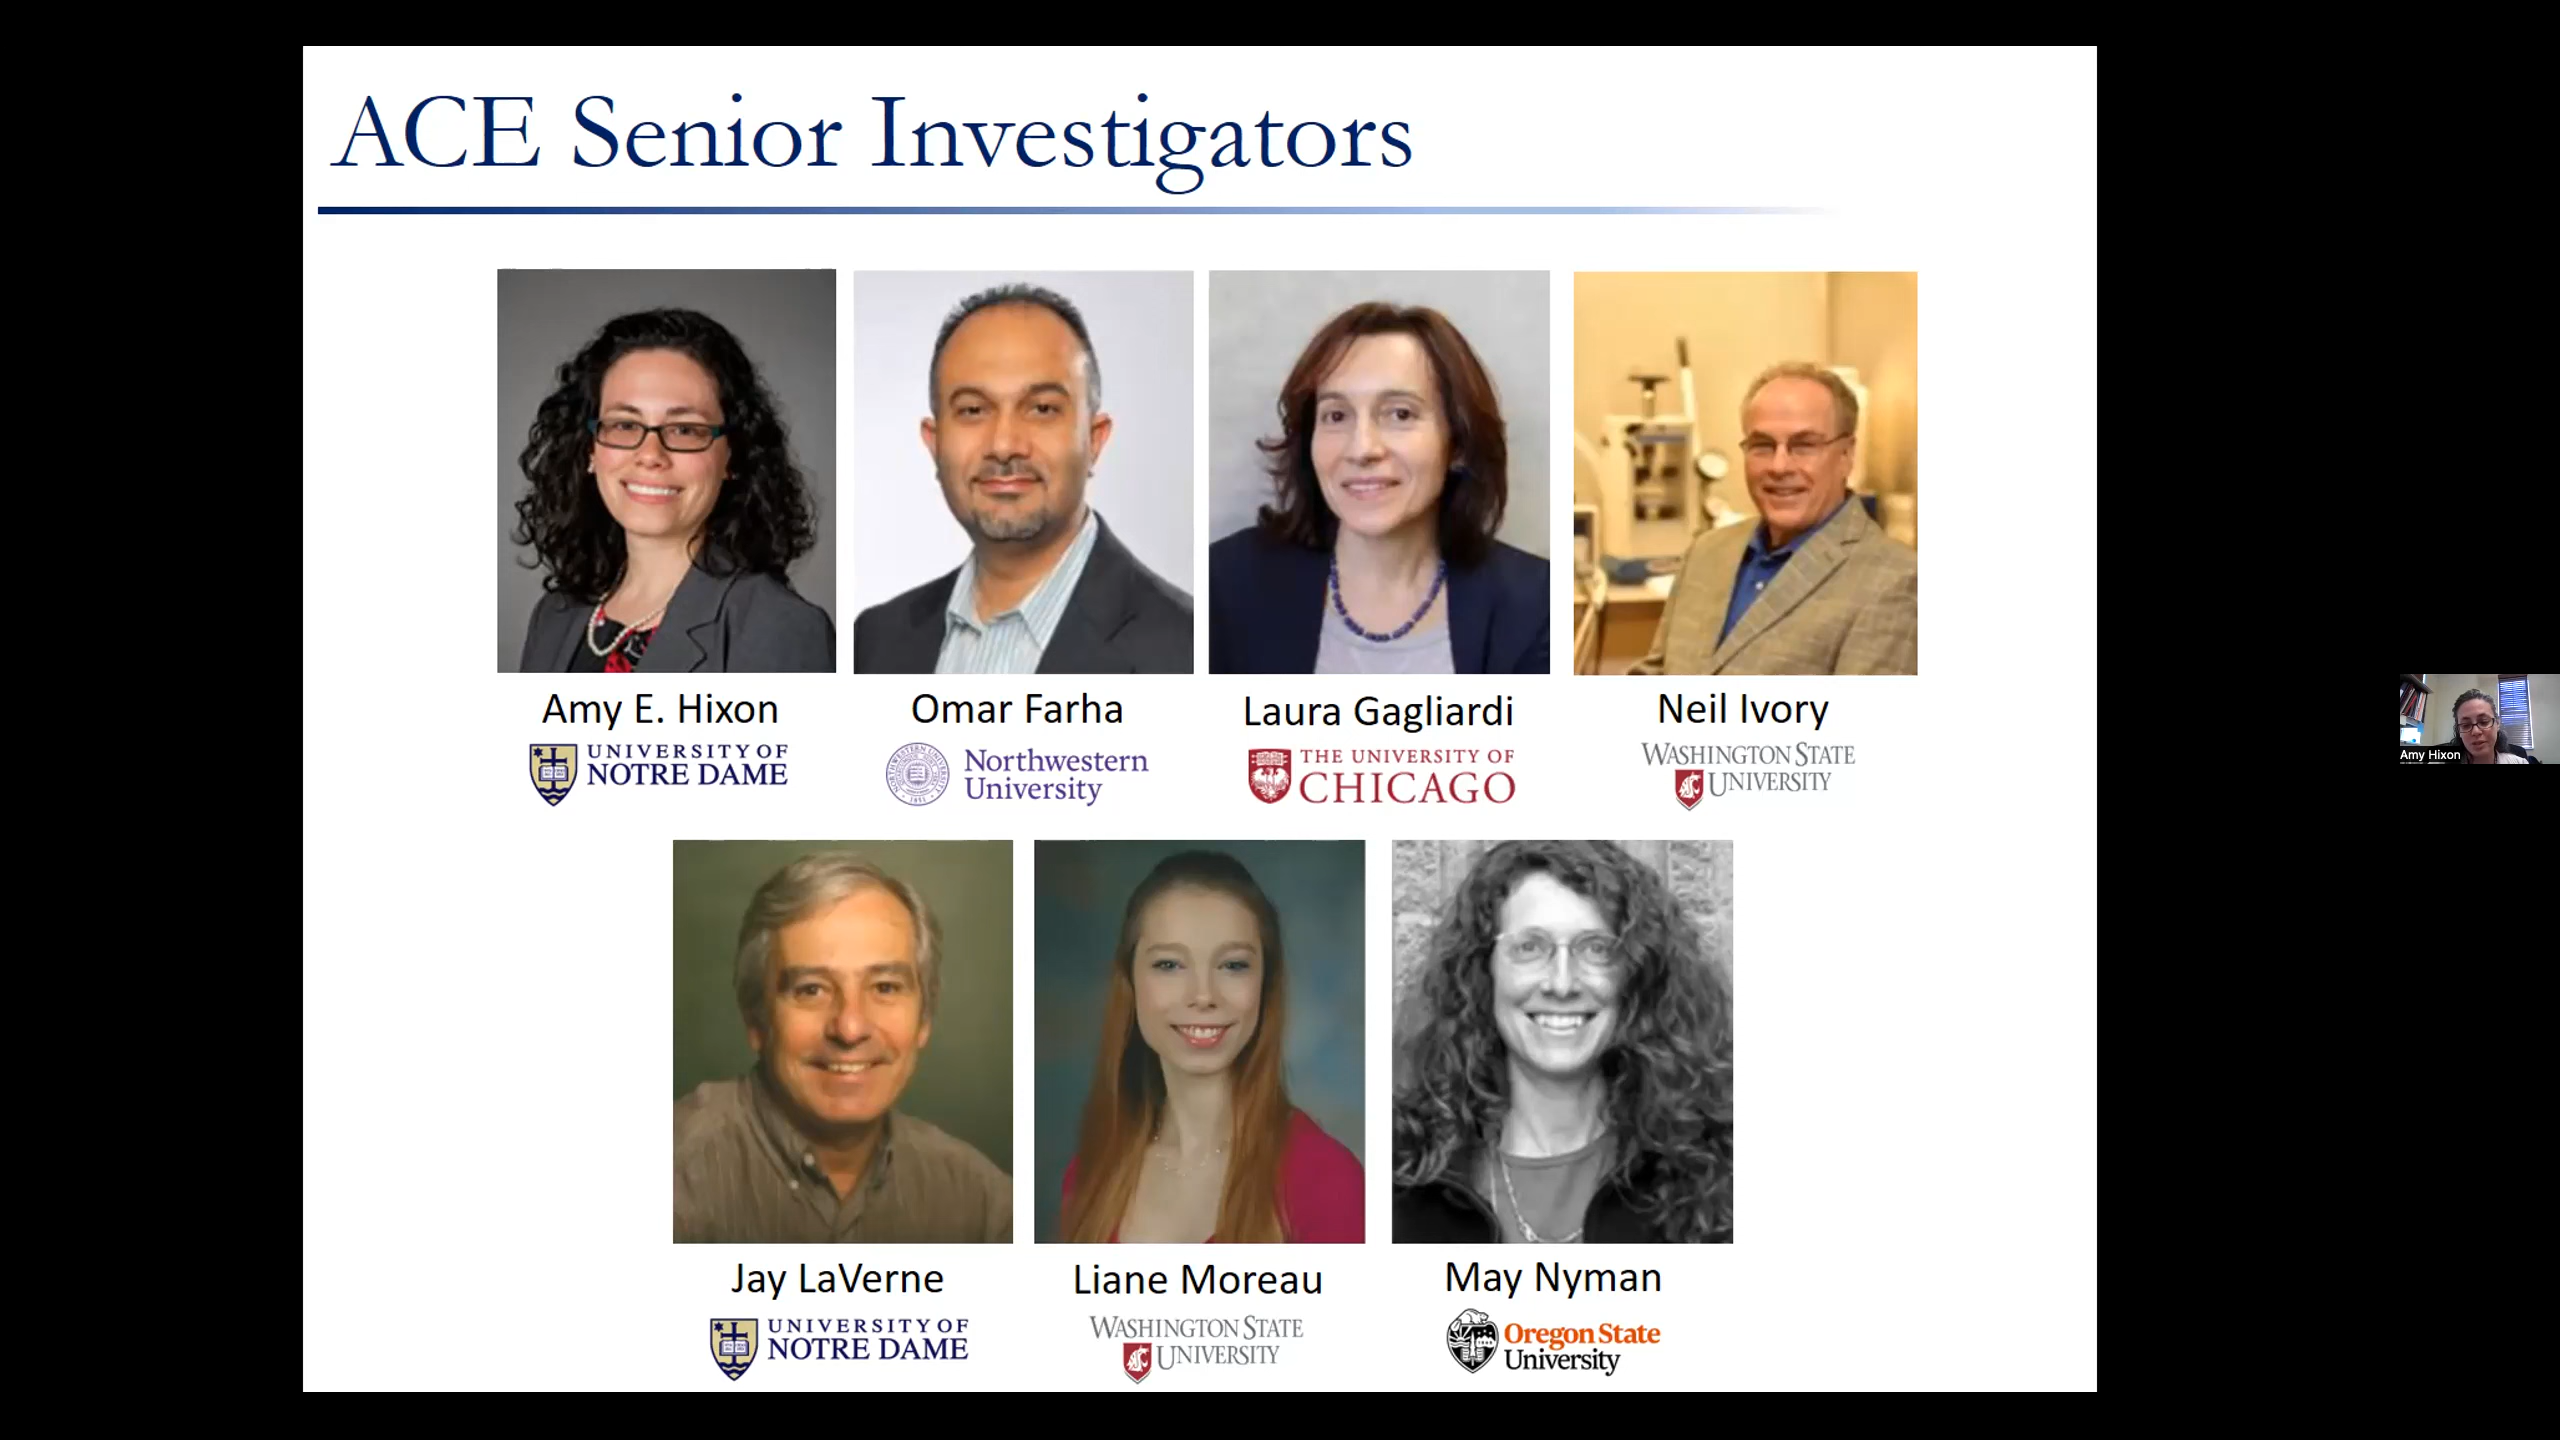 ACE Senior Investigators
Amy E. Hixon
UNIVERSITY OF
NOTRE DAME
Omar Farha
Northwestern
University
Laura Gagliardi
THE UNIVERSITY OF
CHICAGO
Neil Ivory
WASHINGTON STATE
UNIVERSITY
Amy Hixon
Jay LaVerne
UNIVERSITY OF
NOTRE DAME
Liane Moreau
WASHINGTON STATE
UNIVERSITY
May Nyman
Oregon State
University